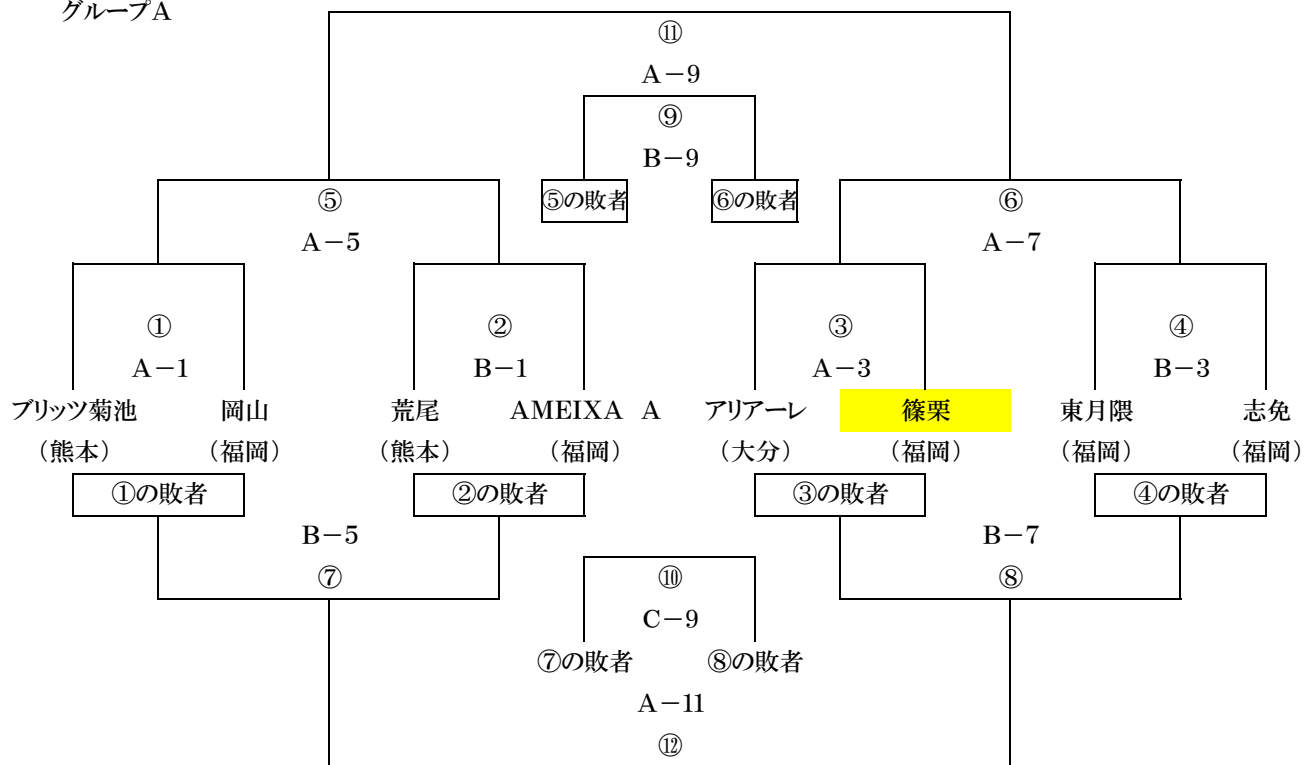 グループA
⑪
A－9
⑨
B－9
⑤ ⑤の敗者 ⑥の敗者 ⑥
A－5 A－7
① ② ③ ④
A－1 B－1 A－3 B－3
ブリッツ菊池 岡山 荒尾 AMEIXA A アリアーレ 篠栗 東月隈 志免
（熊本） （福岡） （熊本） （福岡） （大分） （福岡） （福岡） （福岡）
①の敗者 ②の敗者 ③の敗者 ④の敗者
B－5 B－7
⑦ ⑩ ⑧
C－9
⑦の敗者 ⑧の敗者
A－11
⑫